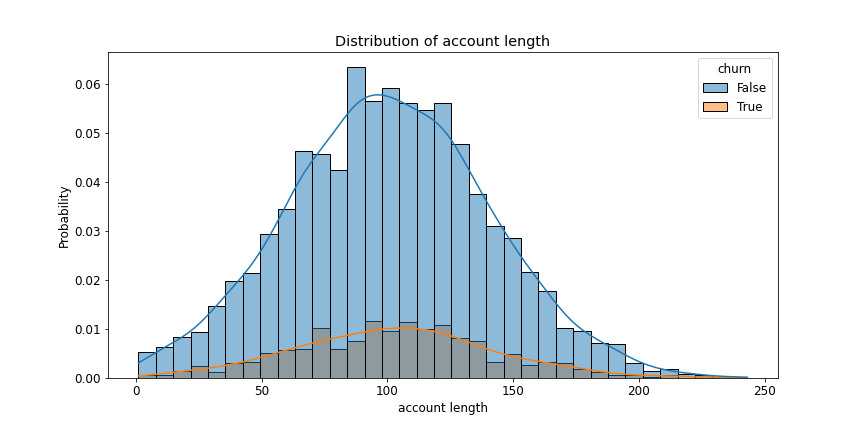 Distribution of account length
churn
False
True
Probability
0.06
0.05
0.04
0.03
0.02
0.01
0.00
0 50 100 150 200 250
account length